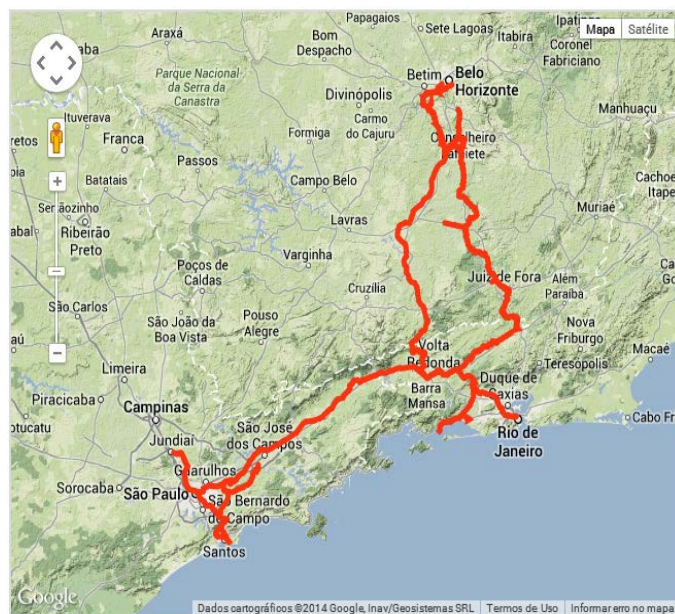 Papagaios
Sete Lagoas
Ipatinga
Araxá
Bom
Despacho
Itabira
Mapa
Satélite
Coronel
Fabriciano
Parque Nacional
da Serra da
Canastra
Betim
Belo
Horizonte
Divinópolis
Manhuaçu
Ituverava
Formiga
Carmo
do Cajuru
Conselheiro
Lafaiete
Franca
Passos
Batatais
Campo Belo
Muriaé
Sertãozinho
Ribeirão
Preto
Lavras
Varginha
Poços de
Caldas
Cruzília
Juiz de Fora
Além
Paraíba
São Carlos
São João da
Boa Vista
Pouso
Alegre
Volta
Redonda
Nova
Friburgo
Macaé
Limeira
Teresopolis
Piracicaba
Barra
Mansa
Duque de
Caxias
Campinas
São José
dos Campos
Rio de
Janeiro
Jundiaí
Guarulhos
Sorocaba
São Paulo
São Bernardo
do Campo
Santos
Google
Dados cartográficos ©2014 Google, Inav/Geosistemas SRL
Termos de Uso
Informar erro no mapa